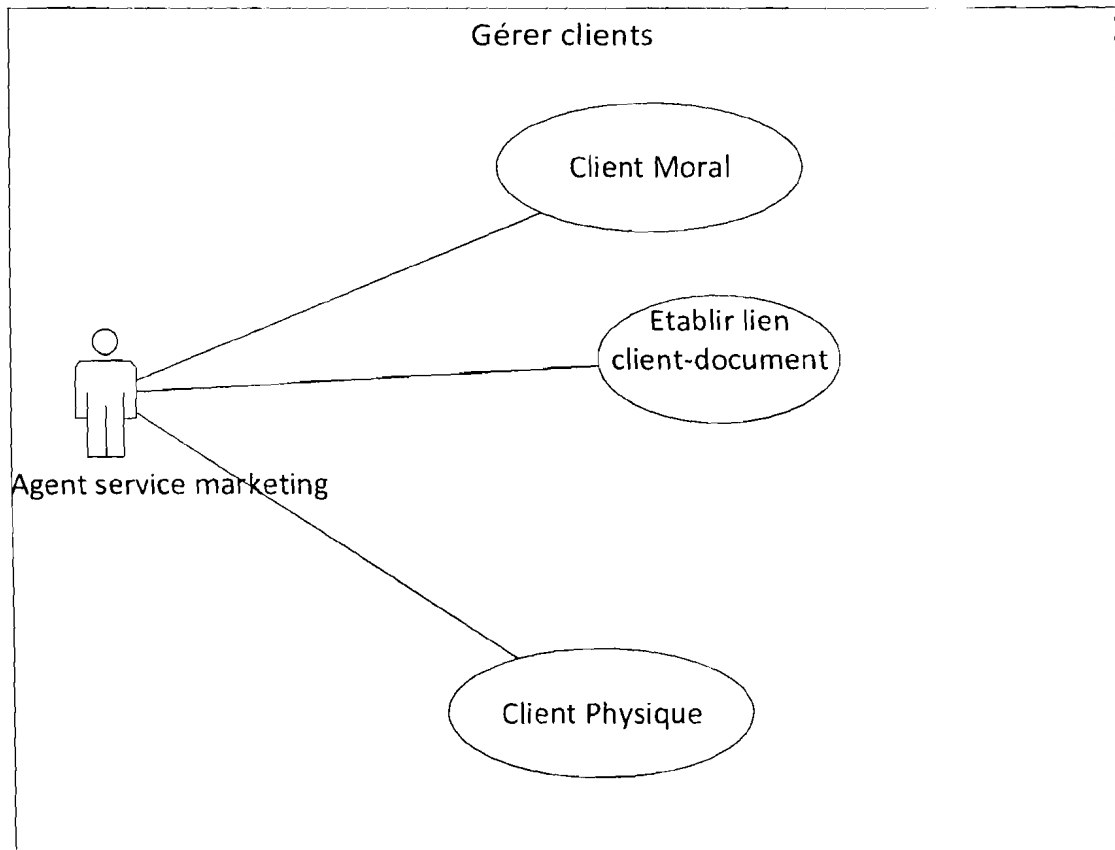 Gérer clients
Client Moral
Etablir lien
client-document
Agent service marketing
Client Physique